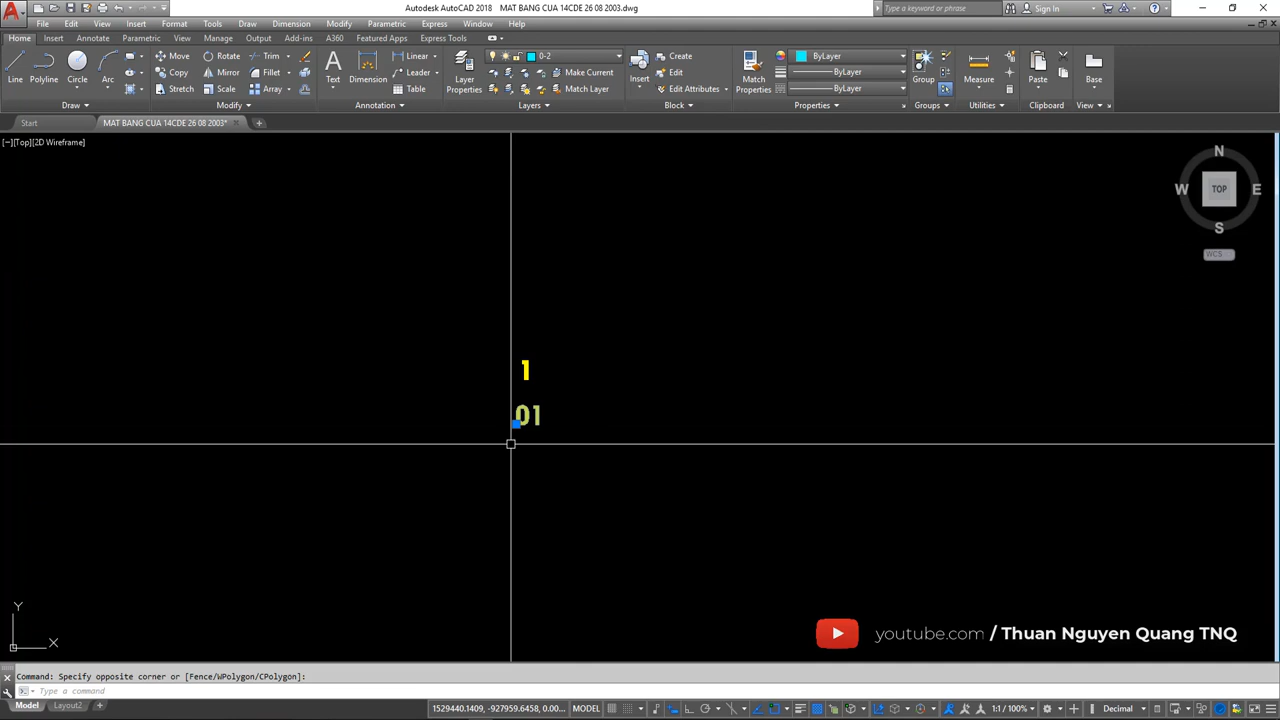 Autodesk AutoCAD 2018 MAT BANG CUA 14CDE 26 08 2003.dwg
Type a keyword or phrase
Sign In
File Edit View Insert Format Tools Draw Dimension Modify Parametric Express Window Help
Home Insert Annotate Parametric View Manage Output Add-ins A360 Featured Apps Express Tools
Line
Polyline
Circle
Arc
Move
Copy
Stretch
Rotate
Mirror
Scale
Trim
Fillet
Array
Text
Dimension
Linear
Leader
Table
Layer
Properties
0-2
Make Current
Match Layer
Insert
Create
Edit
Edit Attributes
Match
Properties
ByLayer
ByLayer
ByLayer
Group
Measure
Paste
Base
Draw
Modify
Annotation
Layers
Block
Properties
Groups
Utilities
Clipboard
View
Start
MAT BANG CUA 14CDE 26 08 2003*
[−][Top][2D Wireframe]
N
W
TOP
E
S
WCS
1
01
Y
X
youtube.com / Thuan Nguyen Quang TNQ
Command: Specify opposite corner or [Fence/WPolygon/CPolygon]:
Type a command
Model Layout2
1529440.1409, -927959.6458, 0.00... MODEL
1:1 / 100%
Decimal